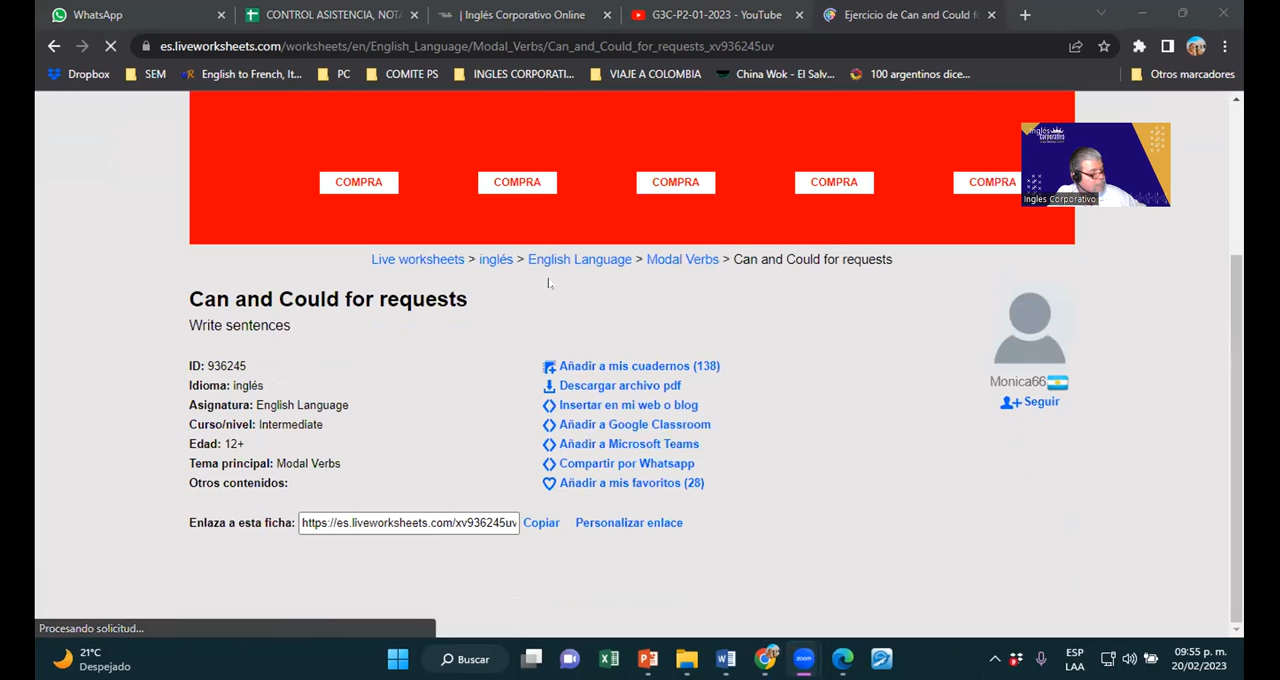 WhatsApp
CONTROL ASISTENCIA, NOTA
| Inglés Corporativo Online
G3C-P2-01-2023 - YouTube
Ejercicio de Can and Could f
es.liveworksheets.com/worksheets/en/English_Language/Modal_Verbs/Can_and_Could_for_requests_xv936245uv
Dropbox
SEM
English to French, It...
PC
COMITE PS
INGLES CORPORATI...
VIAJE A COLOMBIA
China Wok - El Salv...
100 argentinos dice...
Otros marcadores
COMPRA
COMPRA
COMPRA
COMPRA
COMPRA
Inglés
corporativo
Ingles Corporativo
Live worksheets > inglés > English Language > Modal Verbs > Can and Could for requests
Can and Could for requests
Write sentences
ID: 936245
Idioma: inglés
Asignatura: English Language
Curso/nivel: Intermediate
Edad: 12+
Tema principal: Modal Verbs
Otros contenidos:
Añadir a mis cuadernos (138)
Descargar archivo pdf
Insertar en mi web o blog
Añadir a Google Classroom
Añadir a Microsoft Teams
Compartir por Whatsapp
Añadir a mis favoritos (28)
Monica66
Seguir
Enlaza a esta ficha: https://es.liveworksheets.com/xv936245uv Copiar Personalizar enlace
Procesando solicitud...
21°C
Despejado
Buscar
zoom
ESP
LAA
09:55 p. m.
20/02/2023